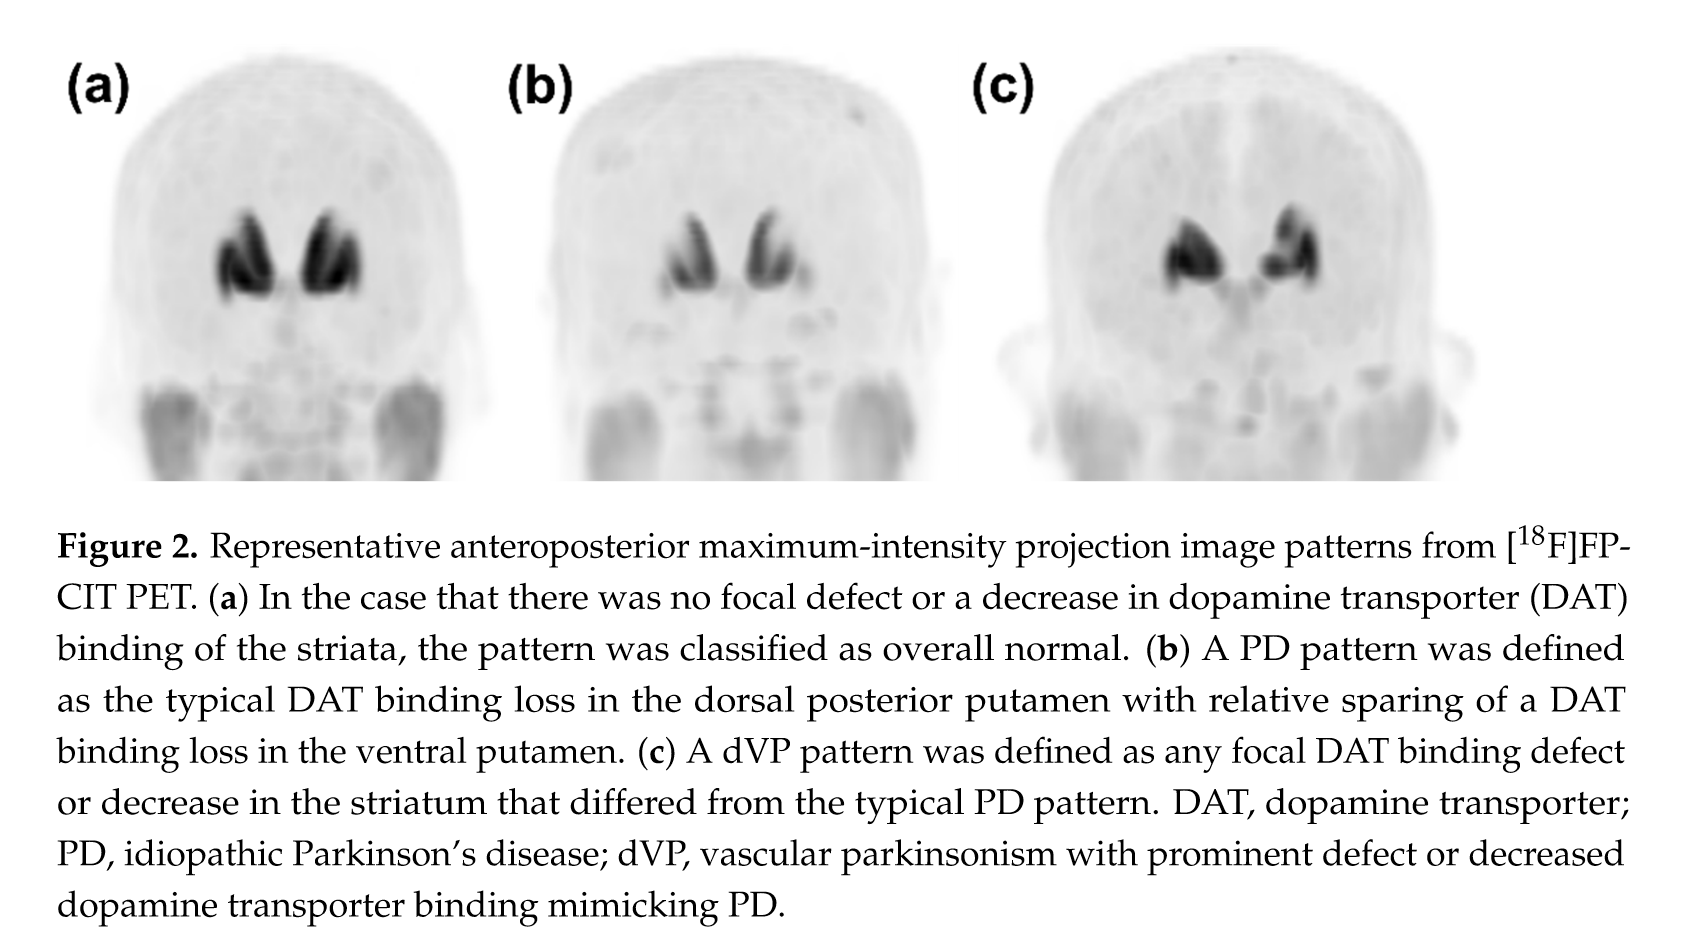 (a) (b) (c)
Figure 2. Representative anteroposterior maximum-intensity projection image patterns from [¹⁸F]FP-
CIT PET. (a) In the case that there was no focal defect or a decrease in dopamine transporter (DAT)
binding of the striata, the pattern was classified as overall normal. (b) A PD pattern was defined
as the typical DAT binding loss in the dorsal posterior putamen with relative sparing of a DAT
binding loss in the ventral putamen. (c) A dVP pattern was defined as any focal DAT binding defect
or decrease in the striatum that differed from the typical PD pattern. DAT, dopamine transporter;
PD, idiopathic Parkinson’s disease; dVP, vascular parkinsonism with prominent defect or decreased
dopamine transporter binding mimicking PD.